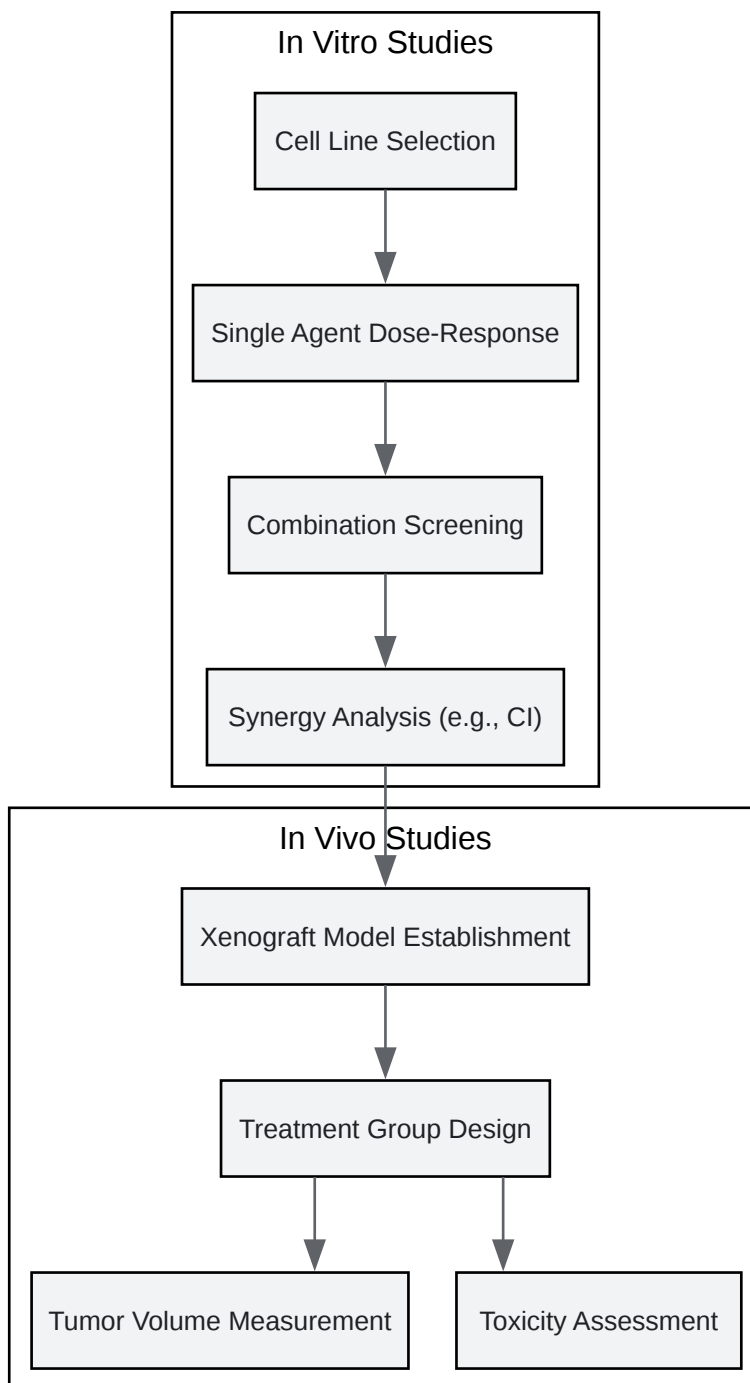 In Vitro Studies
Cell Line Selection
Single Agent Dose-Response
Combination Screening
Synergy Analysis (e.g., CI)
In Vivo Studies
Xenograft Model Establishment
Treatment Group Design
Tumor Volume Measurement
Toxicity Assessment